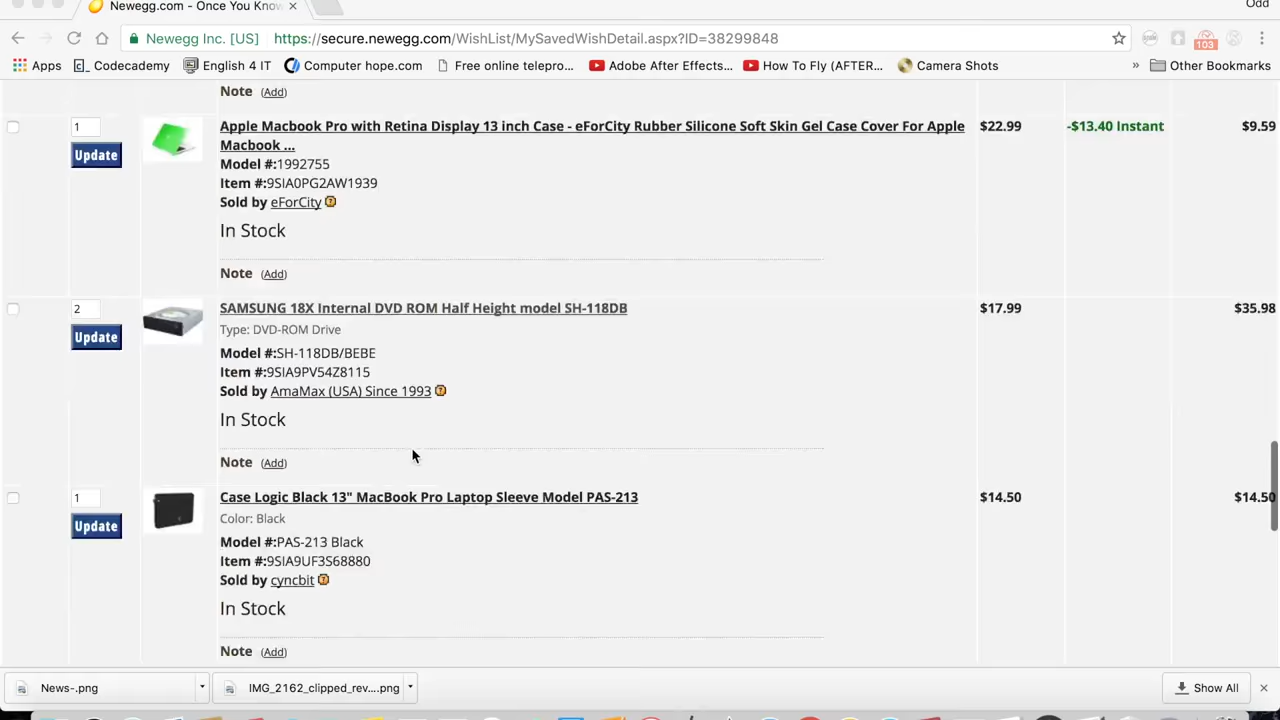 Newegg.com - Once You Know
Odd
Newegg Inc. [US]
https://secure.newegg.com/WishList/MySavedWishDetail.aspx?ID=38299848
103
Apps
Codecademy
English 4 IT
Computer hope.com
Free online telepro...
Adobe After Effects...
How To Fly (AFTER...
Camera Shots
»
Other Bookmarks
Note (Add)
1
Update
Apple Macbook Pro with Retina Display 13 inch Case - eForCity Rubber Silicone Soft Skin Gel Case Cover For Apple
Macbook ...
$22.99
-$13.40 Instant
$9.59
Model #:1992755
Item #:9SIA0PG2AW1939
Sold by eForCity
In Stock
Note (Add)
2
Update
SAMSUNG 18X Internal DVD ROM Half Height model SH-118DB
$17.99
$35.98
Type: DVD-ROM Drive
Model #:SH-118DB/BEBE
Item #:9SIA9PV54Z8115
Sold by AmaMax (USA) Since 1993
In Stock
Note (Add)
1
Update
Case Logic Black 13" MacBook Pro Laptop Sleeve Model PAS-213
$14.50
$14.50
Color: Black
Model #:PAS-213 Black
Item #:9SIA9UF3S68880
Sold by cyncbit
In Stock
Note (Add)
News-.png
IMG_2162_clipped_rev....png
Show All